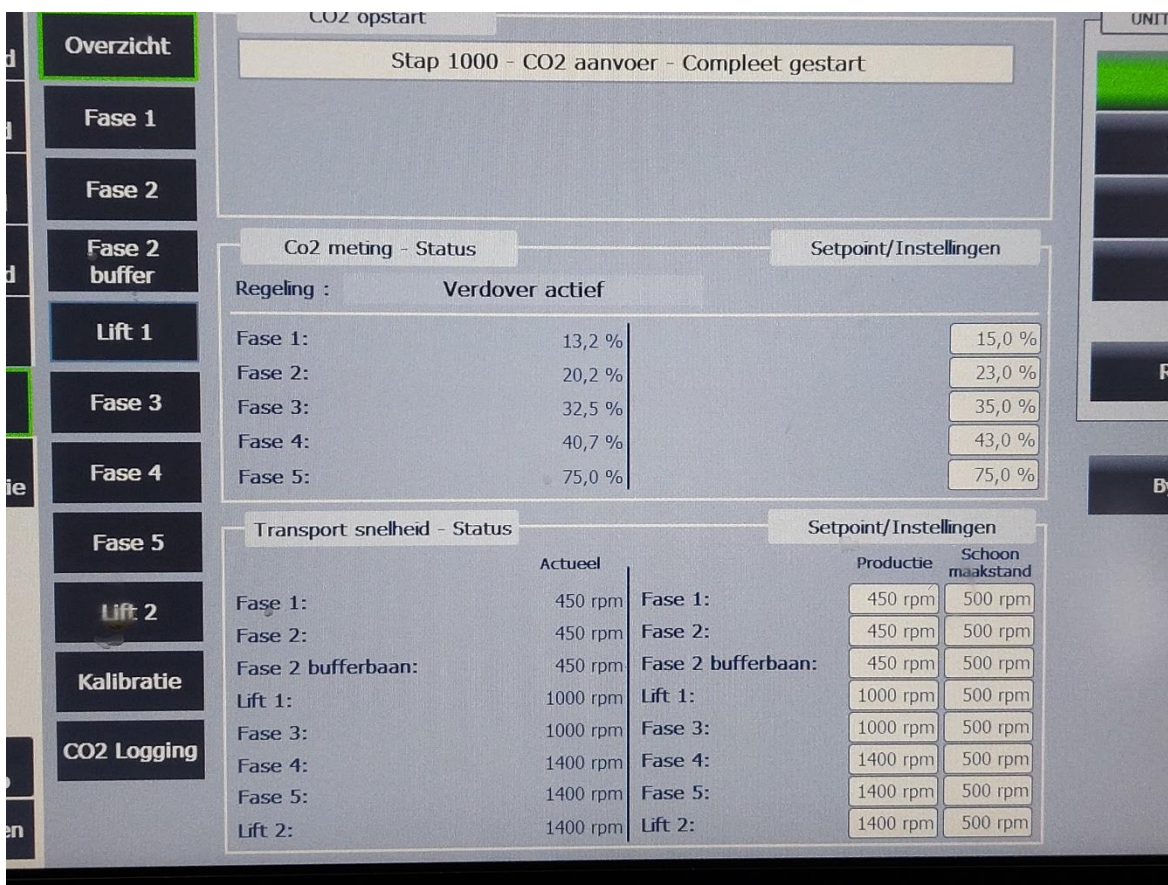 CO2 opstart
Stap 1000 - CO2 aanvoer - Compleet gestart
Overzicht
Fase 1
Fase 2
Fase 2
buffer
Lift 1
Fase 3
Fase 4
Fase 5
Lift 2
Kalibratie
CO2 Logging
Co2 meting - Status
Setpoint/Instellingen
Regeling : Verdover actief
Fase 1: 13,2 % 15,0 %
Fase 2: 20,2 % 23,0 %
Fase 3: 32,5 % 35,0 %
Fase 4: 40,7 % 43,0 %
Fase 5: 75,0 % 75,0 %
Transport snelheid - Status
Setpoint/Instellingen
Actueel Productie Schoon
maakstand
Fase 1: 450 rpm Fase 1: 450 rpm 500 rpm
Fase 2: 450 rpm Fase 2: 450 rpm 500 rpm
Fase 2 bufferbaan: 450 rpm Fase 2 bufferbaan: 450 rpm 500 rpm
Lift 1: 1000 rpm Lift 1: 1000 rpm 500 rpm
Fase 3: 1000 rpm Fase 3: 1000 rpm 500 rpm
Fase 4: 1400 rpm Fase 4: 1400 rpm 500 rpm
Fase 5: 1400 rpm Fase 5: 1400 rpm 500 rpm
Lift 2: 1400 rpm Lift 2: 1400 rpm 500 rpm
UNIT